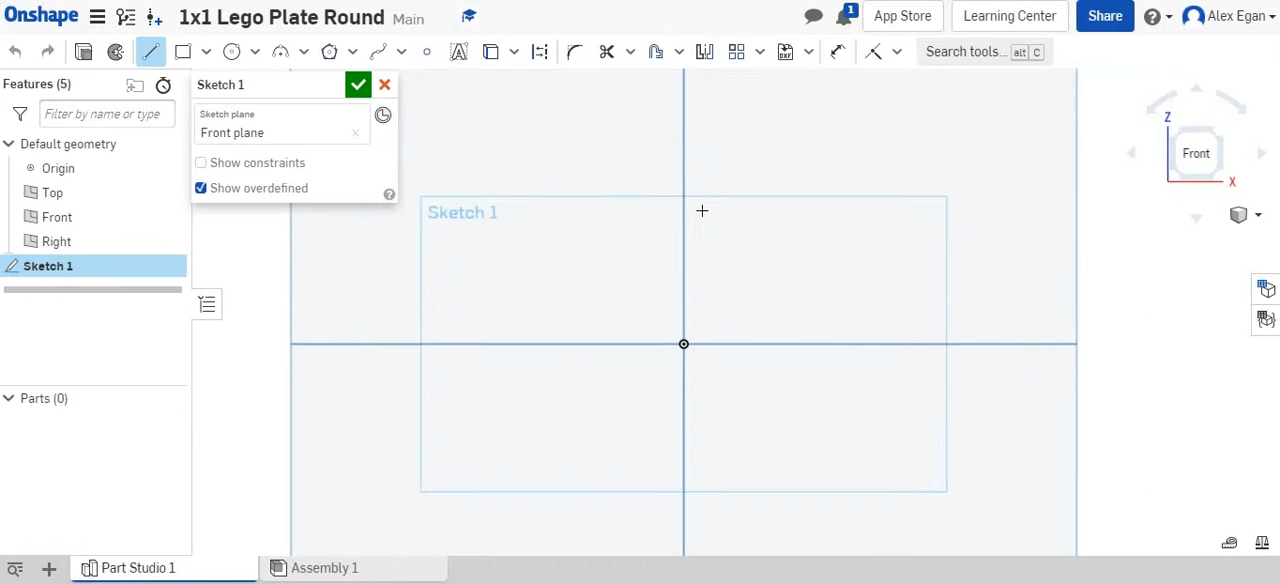 Onshape 1x1 Lego Plate Round Main 1 App Store Learning Center Share Alex Egan
Search tools... alt C
Features (5)
Filter by name or type
Default geometry
Origin
Top
Front
Right
Sketch 1
Parts (0)
Sketch 1
Sketch plane
Front plane
Show constraints
Show overdefined
Sketch 1
Z
Front
X
Part Studio 1 Assembly 1